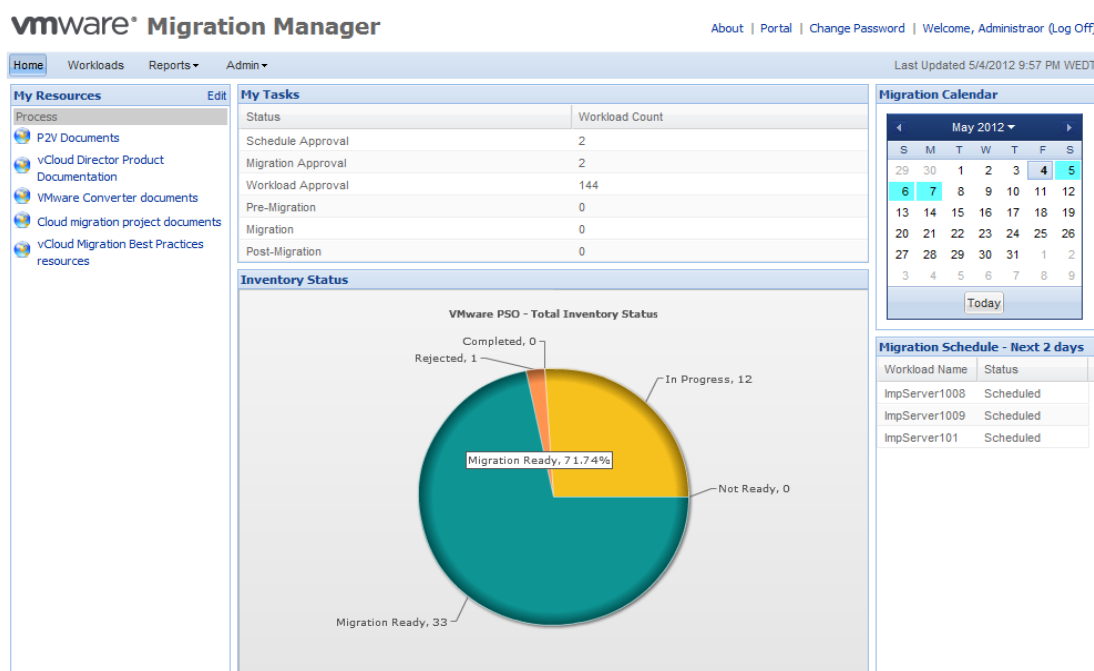 vmware® Migration Manager
About | Portal | Change Password | Welcome, Administraor (Log Off)
Home Workloads Reports Admin
Last Updated 5/4/2012 9:57 PM WEDT
My Resources Edit
Process
P2V Documents
vCloud Director Product
Documentation
VMware Converter documents
Cloud migration project documents
vCloud Migration Best Practices
resources
My Tasks
Status Workload Count
Schedule Approval 2
Migration Approval 2
Workload Approval 144
Pre-Migration 0
Migration 0
Post-Migration 0
Inventory Status
VMware PSO - Total Inventory Status
Completed, 0
Rejected, 1
In Progress, 12
Migration Ready, 71.74%
Not Ready, 0
Migration Ready, 33
Migration Calendar
May 2012
S M T W T F S
29 30 1 2 3 4 5
6 7 8 9 10 11 12
13 14 15 16 17 18 19
20 21 22 23 24 25 26
27 28 29 30 31 1 2
3 4 5 6 7 8 9
Today
Migration Schedule - Next 2 days
Workload Name Status
ImpServer1008 Scheduled
ImpServer1009 Scheduled
ImpServer101 Scheduled